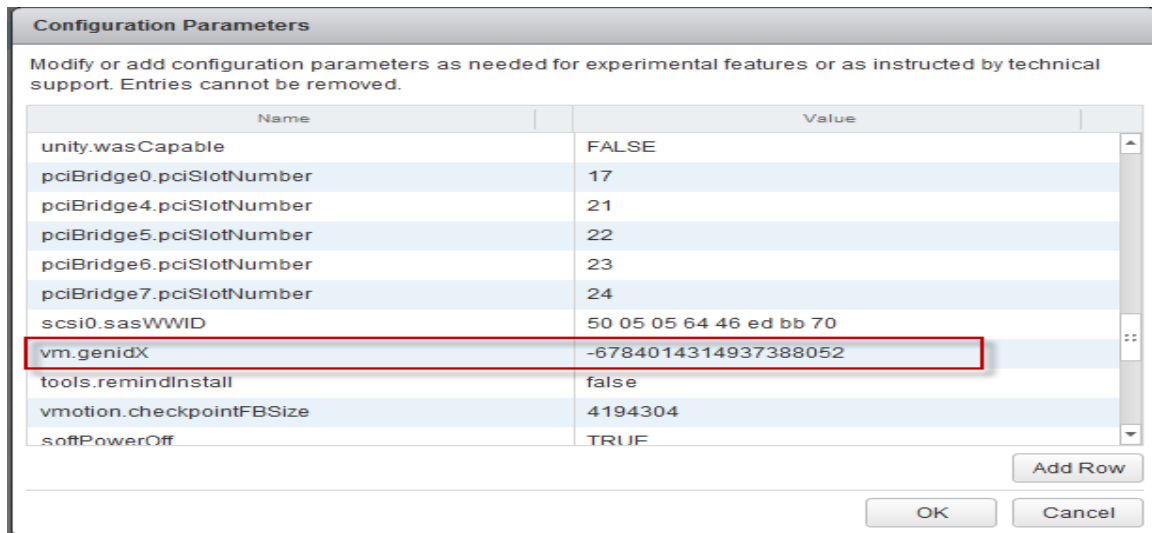 Configuration Parameters
Modify or add configuration parameters as needed for experimental features or as instructed by technical
support. Entries cannot be removed.
Name Value
unity.wasCapable FALSE
pciBridge0.pciSlotNumber 17
pciBridge4.pciSlotNumber 21
pciBridge5.pciSlotNumber 22
pciBridge6.pciSlotNumber 23
pciBridge7.pciSlotNumber 24
scsi0.sasWWID 50 05 05 64 46 ed bb 70
vm.genidX -6784014314937388052
tools.remindInstall false
vmotion.checkpointFBSize 4194304
softPowerOff TRUE
Add Row
OK Cancel